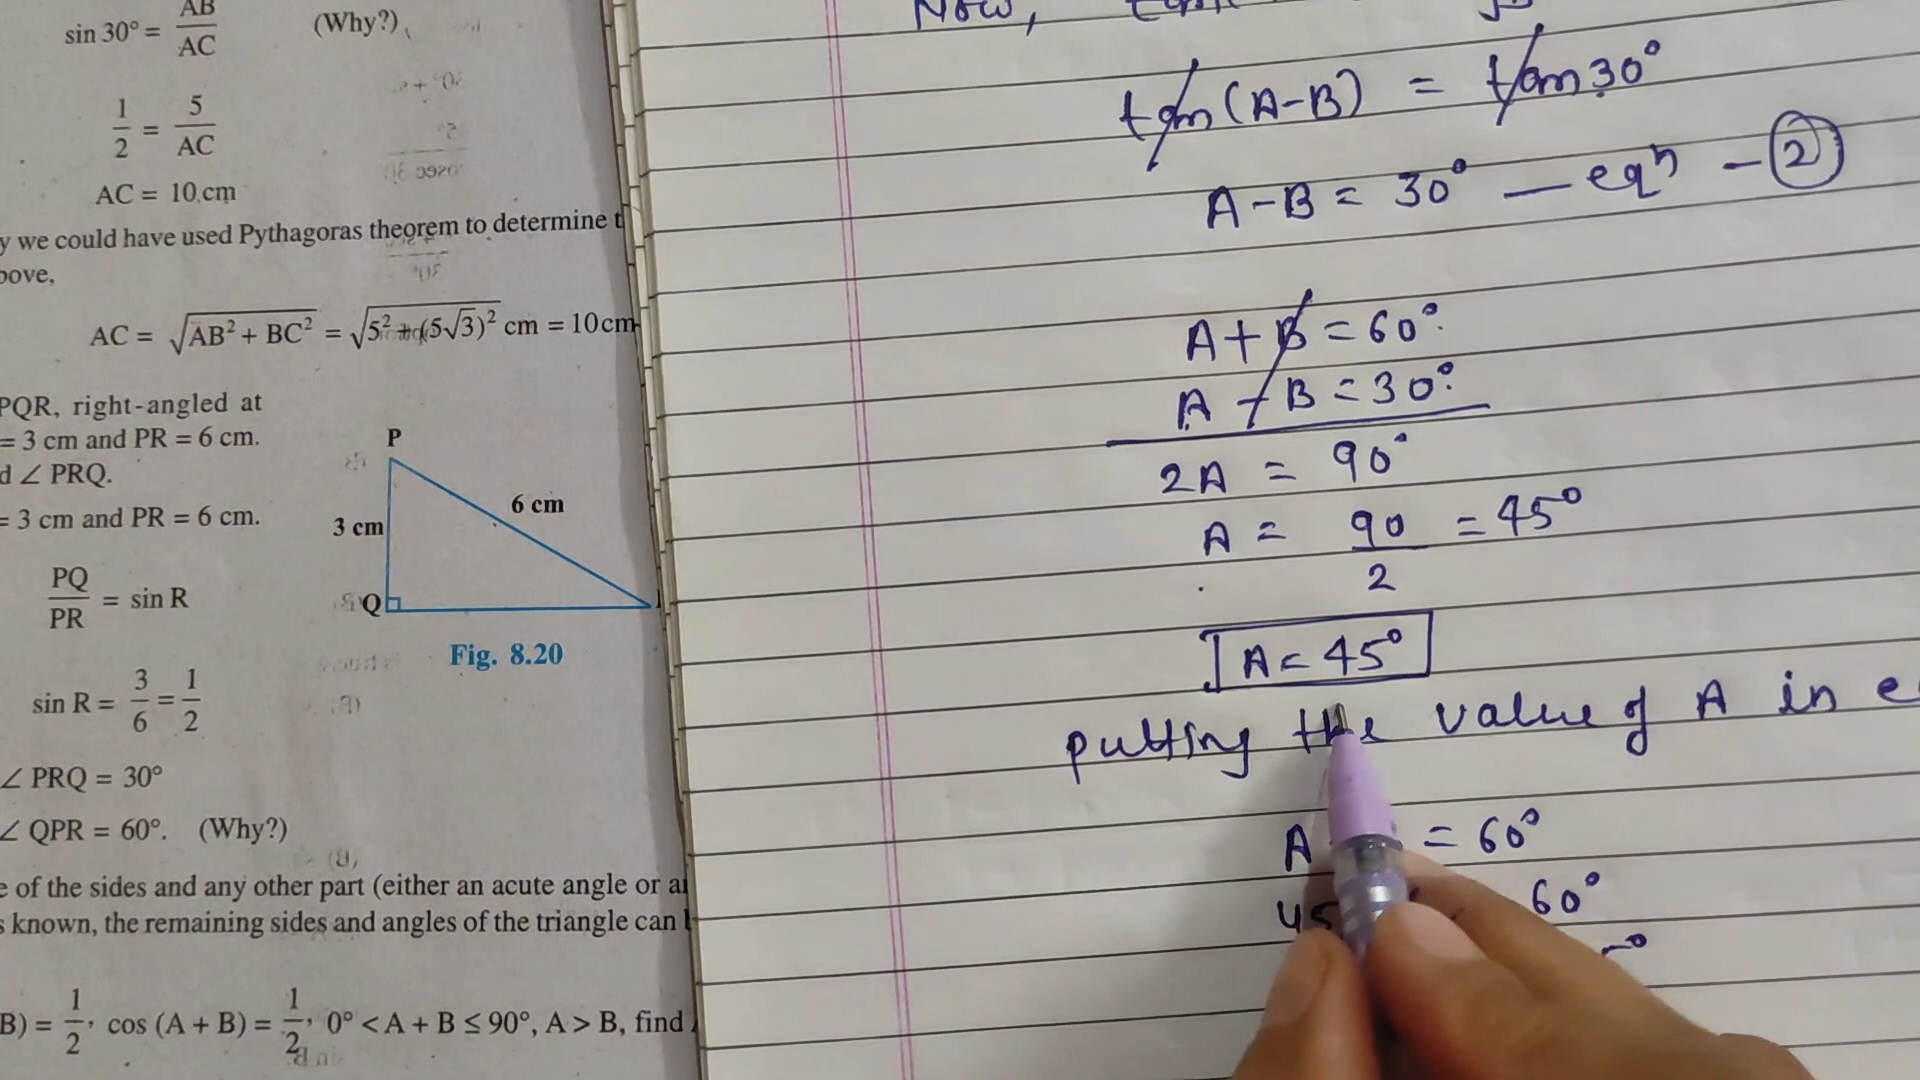 sin 30° = AB/AC (Why?)
1/2 = 5/AC
AC = 10 cm
y we could have used Pythagoras theorem to determine t
bove,
AC = √AB² + BC² = √5² + (5√3)² cm = 10cm
PQR, right-angled at
= 3 cm and PR = 6 cm.
d ∠ PRQ.
= 3 cm and PR = 6 cm.
PQ/PR = sin R
sin R = 3/6 = 1/2
∠ PRQ = 30°
∠ QPR = 60°. (Why?)
P
3 cm
6 cm
Q
Fig. 8.20
e of the sides and any other part (either an acute angle or a
s known, the remaining sides and angles of the triangle can
B) = 1/2, cos (A + B) = 1/2, 0° < A + B ≤ 90°, A > B, find
Now,
tan (A-B) = tan 30°
A-B = 30° — eqn - 2
A+B = 60°
A-B = 30°
2A = 90°
A = 90/2 = 45°
A = 45°
putting the value of A in e
A = 60°
45 60°